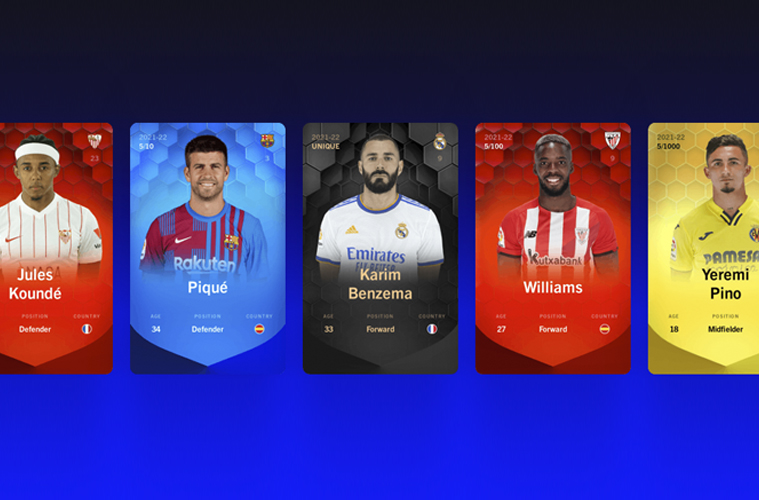 23
Jules
Koundé
POSITION
COUNTRY
Defender
2021-22
5/10
3
Rakuten
Piqué
AGE
POSITION
COUNTRY
34
Defender
2021-22
UNIQUE
9
Emirates
Karim
Benzema
AGE
POSITION
COUNTRY
33
Forward
2021-22
5/100
9
Kutxabank
Williams
AGE
POSITION
COUNTRY
27
Forward
2021-22
5/1000
PAMESA
Yeremi
Pino
AGE
POSITION
18
Midfielder